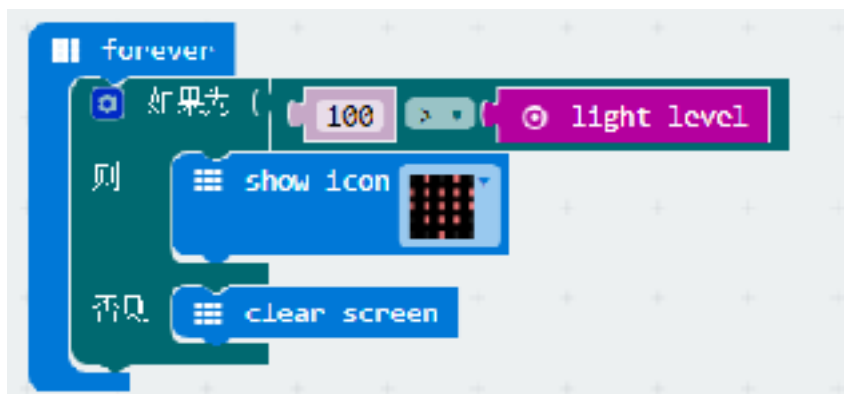 forever
如果为 ( 100 > light level
则 show icon
否则 clear screen